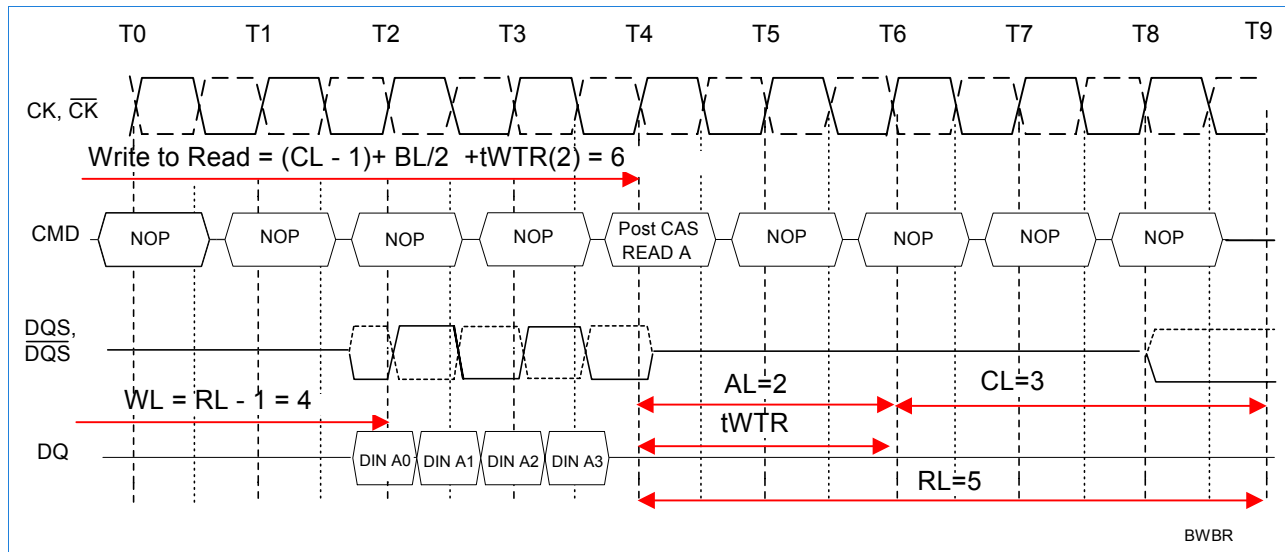 T0 T1 T2 T3 T4 T5 T6 T7 T8 T9
CK, CK
Write to Read = (CL - 1)+ BL/2 +tWTR(2) = 6
CMD NOP NOP NOP NOP Post CAS READ A NOP NOP NOP NOP
DQS,
DQS
AL=2 CL=3
WL = RL - 1 = 4
tWTR
DQ DIN A0 DIN A1 DIN A2 DIN A3
RL=5
BWBR